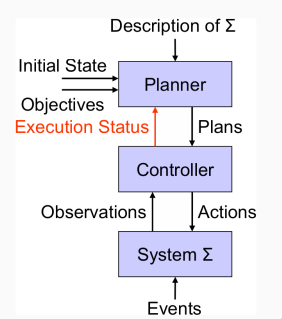 Description of Σ
Initial State
Planner
Objectives
Execution Status
Plans
Controller
Observations
Actions
System Σ
Events